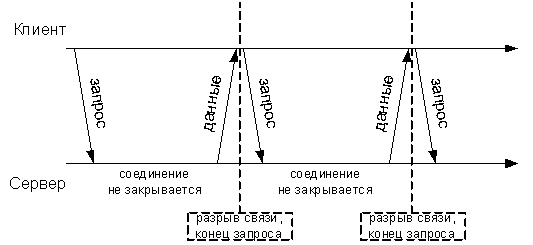 Клиент
запрос
данные
запрос
данные
запрос
соединение
не закрывается
соединение
не закрывается
Сервер
разрыв связи,
конец запроса
разрыв связи,
конец запроса